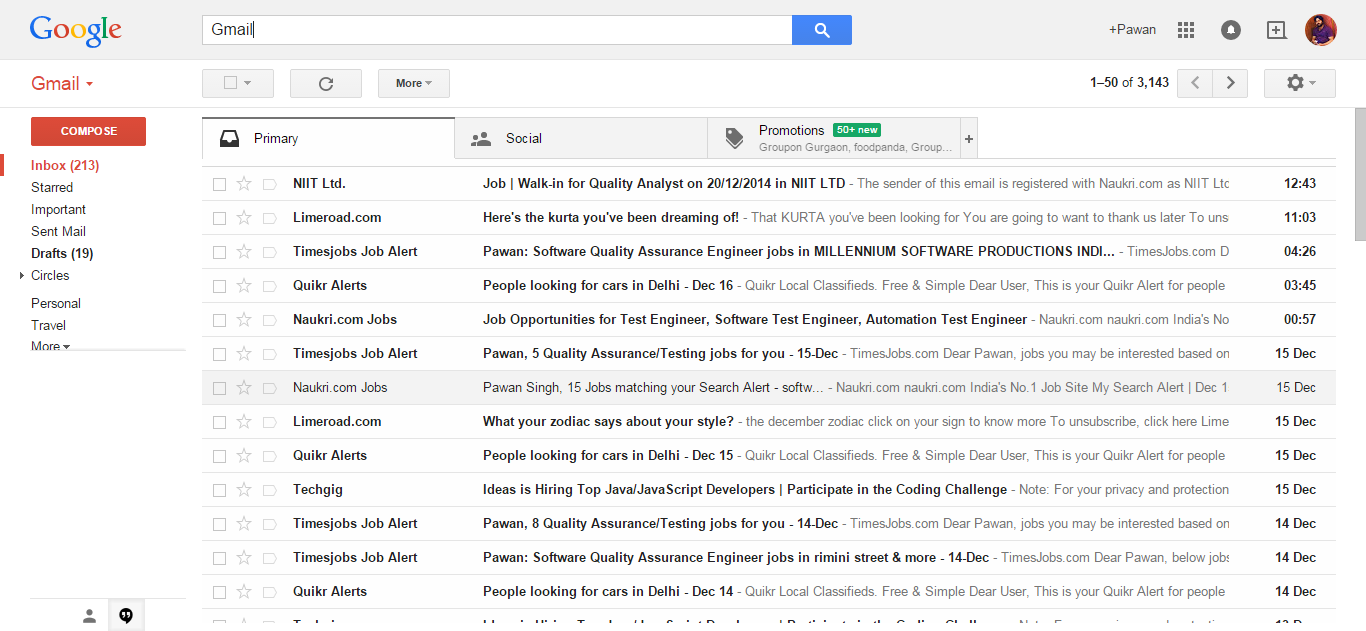 Google
Gmail
+Pawan
Gmail
More
1–50 of 3,143
COMPOSE
Inbox (213)
Starred
Important
Sent Mail
Drafts (19)
Circles
Personal
Travel
More
Primary
Social
Promotions 50+ new
Groupon Gurgaon, foodpanda, Group...
NIIT Ltd. Job | Walk-in for Quality Analyst on 20/12/2014 in NIIT LTD - The sender of this email is registered with Naukri.com as NIIT Ltd 12:43
Limeroad.com Here's the kurta you've been dreaming of! - That KURTA you've been looking for You are going to want to thank us later To uns 11:03
Timesjobs Job Alert Pawan: Software Quality Assurance Engineer jobs in MILLENNIUM SOFTWARE PRODUCTIONS INDI... - TimesJobs.com D 04:26
Quikr Alerts People looking for cars in Delhi - Dec 16 - Quikr Local Classifieds. Free & Simple Dear User, This is your Quikr Alert for people 03:45
Naukri.com Jobs Job Opportunities for Test Engineer, Software Test Engineer, Automation Test Engineer - Naukri.com naukri.com India's No 00:57
Timesjobs Job Alert Pawan, 5 Quality Assurance/Testing jobs for you - 15-Dec - TimesJobs.com Dear Pawan, jobs you may be interested based on 15 Dec
Naukri.com Jobs Pawan Singh, 15 Jobs matching your Search Alert - softw... - Naukri.com naukri.com India's No.1 Job Site My Search Alert | Dec 1 15 Dec
Limeroad.com What your zodiac says about your style? - the december zodiac click on your sign to know more To unsubscribe, click here Lime 15 Dec
Quikr Alerts People looking for cars in Delhi - Dec 15 - Quikr Local Classifieds. Free & Simple Dear User, This is your Quikr Alert for people 15 Dec
Techgig Ideas is Hiring Top Java/JavaScript Developers | Participate in the Coding Challenge - Note: For your privacy and protection 15 Dec
Timesjobs Job Alert Pawan, 8 Quality Assurance/Testing jobs for you - 14-Dec - TimesJobs.com Dear Pawan, jobs you may be interested based on 14 Dec
Timesjobs Job Alert Pawan: Software Quality Assurance Engineer jobs in rimini street & more - 14-Dec - TimesJobs.com Dear Pawan, below jobs 14 Dec
Quikr Alerts People looking for cars in Delhi - Dec 14 - Quikr Local Classifieds. Free & Simple Dear User, This is your Quikr Alert for people 14 Dec